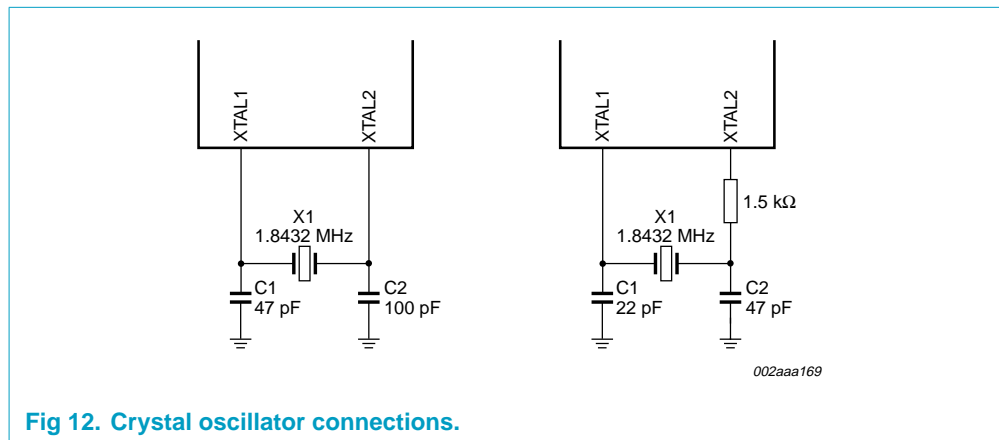 XTAL1
XTAL2
X1
1.8432 MHz
C1
47 pF
C2
100 pF
XTAL1
XTAL2
1.5 kΩ
X1
1.8432 MHz
C1
22 pF
C2
47 pF
002aaa169
Fig 12. Crystal oscillator connections.